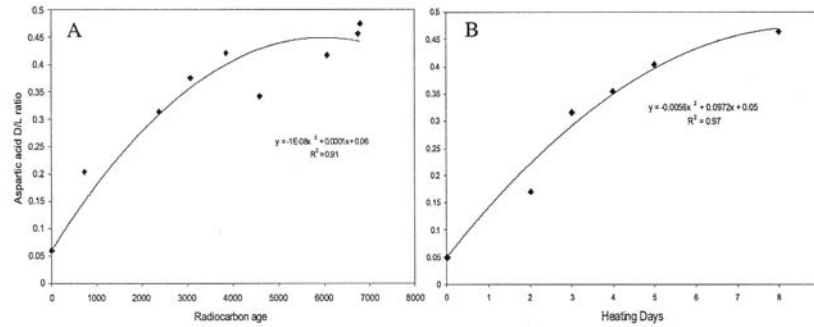 A
Aspartic acid D/L ratio
0.5
0.45
0.4
0.35
0.3
0.25
0.2
0.15
0.1
0.05
0
y = -1E-08x² + 0.0001x + 0.06
R² = 0.91
0 1000 2000 3000 4000 5000 6000 7000 8000
Radiocarbon age
B
0.5
0.45
0.4
0.35
0.3
0.25
0.2
0.15
0.1
0.05
0
y = -0.0056x² + 0.0972x + 0.05
R² = 0.97
0 1 2 3 4 5 6 7 8
Heating Days